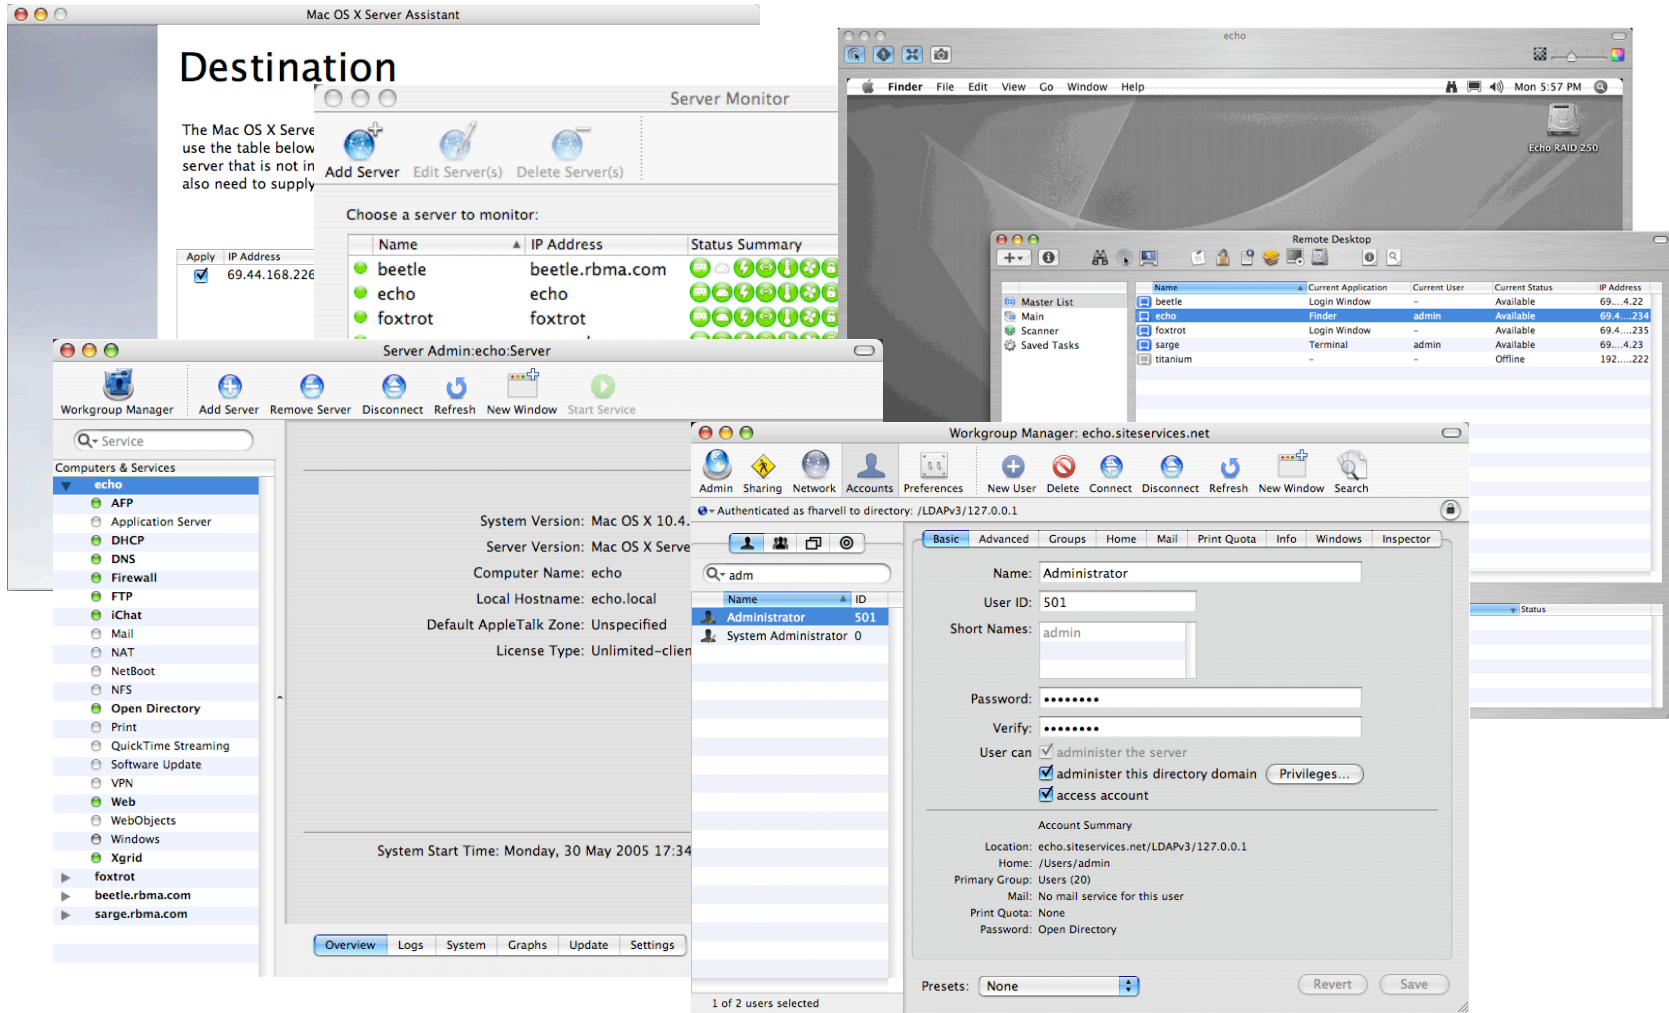 Mac OS X Server Assistant
Destination
The Mac OS X Serve
use the table below
server that is not in
also need to supply
Apply IP Address
69.44.168.226
Server Monitor
Add Server Edit Server(s) Delete Server(s)
Choose a server to monitor:
Name IP Address Status Summary
beetle beetle.rbma.com
echo echo
foxtrot foxtrot
echo
Finder File Edit View Go Window Help Mon 5:57 PM
Echo RAID 250
Remote Desktop
Master List
Main
Scanner
Saved Tasks
Name Current Application Current User Current Status IP Address
beetle Login Window - Available 69....4.22
echo Finder admin Available 69.4...234
foxtrot Login Window - Available 69.4...235
sarge Terminal admin Available 69....4.23
titanium - - Offline 192....222
Status
Server Admin:echo:Server
Workgroup Manager Add Server Remove Server Disconnect Refresh New Window Start Service
Service
Computers & Services
echo
AFP
Application Server
DHCP
DNS
Firewall
FTP
iChat
Mail
NAT
NetBoot
NFS
Open Directory
Print
QuickTime Streaming
Software Update
VPN
Web
WebObjects
Windows
Xgrid
foxtrot
beetle.rbma.com
sarge.rbma.com
System Version: Mac OS X 10.4.
Server Version: Mac OS X Serve
Computer Name: echo
Local Hostname: echo.local
Default AppleTalk Zone: Unspecified
License Type: Unlimited-clien
System Start Time: Monday, 30 May 2005 17:34
Overview Logs System Graphs Update Settings
Workgroup Manager: echo.siteservices.net
Admin Sharing Network Accounts Preferences New User Delete Connect Disconnect Refresh New Window Search
Authenticated as fharvell to directory: /LDAPv3/127.0.0.1
adm
Name ID
Administrator 501
System Administrator 0
1 of 2 users selected
Basic Advanced Groups Home Mail Print Quota Info Windows Inspector
Name: Administrator
User ID: 501
Short Names: admin
Password: ••••••••
Verify: ••••••••
User can administer the server
administer this directory domain Privileges...
access account
Account Summary
Location: echo.siteservices.net/LDAPv3/127.0.0.1
Home: /Users/admin
Primary Group: Users (20)
Mail: No mail service for this user
Print Quota: None
Password: Open Directory
Presets: None Revert Save